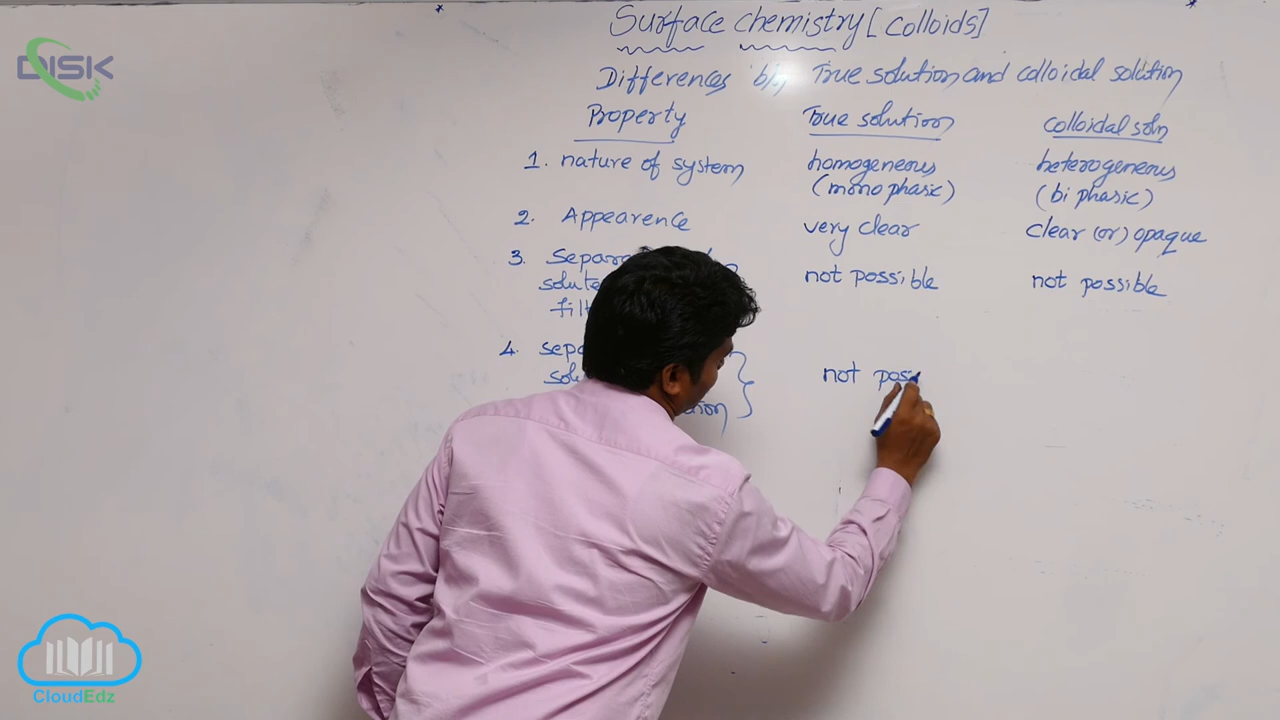 DISK
Surface chemistry [colloids]
Differences b/n True solution and colloidal solution
Property True solution colloidal soln
1. nature of system homogeneous heterogeneous
(mono phasic) (bi phasic)
2. Appearence very clear clear (or) opaque
3. not possible not possible
4. not
CloudEdz